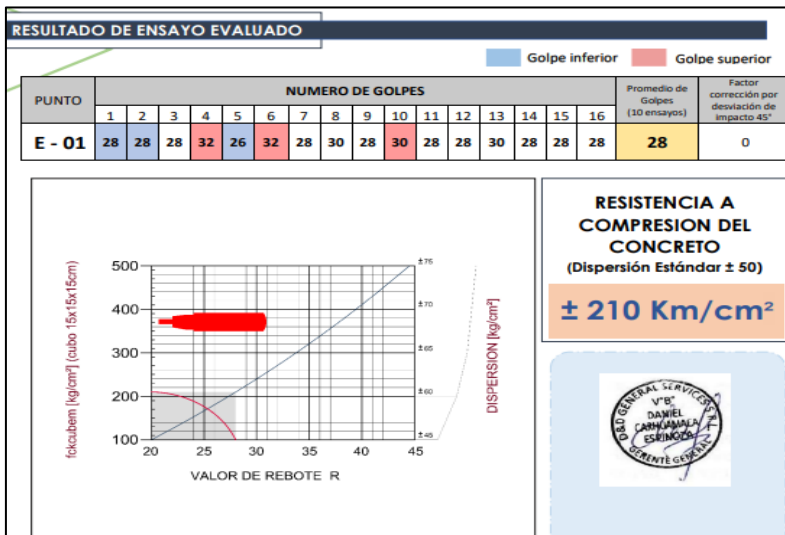 RESULTADO DE ENSAYO EVALUADO
Golpe inferior Golpe superior
PUNTO NUMERO DE GOLPES Promedio de Golpes (10 ensayos) Factor corrección por desviación de impacto 45°
1 2 3 4 5 6 7 8 9 10 11 12 13 14 15 16
E - 01 28 28 28 32 26 32 28 30 28 30 28 28 30 28 28 28 28 0
RESISTENCIA A
COMPRESION DEL
CONCRETO
(Dispersión Estándar ± 50)
± 210 Km/cm²
fckcubem [kg/cm²] (cubo 15x15x15cm)
500
400
300
200
100
20 25 30 35 40 45
VALOR DE REBOTE R
±75
±70
±65
±60
±45
DISPERSION [kg/cm²]
D&D GENERAL SERVICES S.R.L
V°B°
DANIEL
CARHUAMACA
ESPINOZA
GERENTE GENERAL